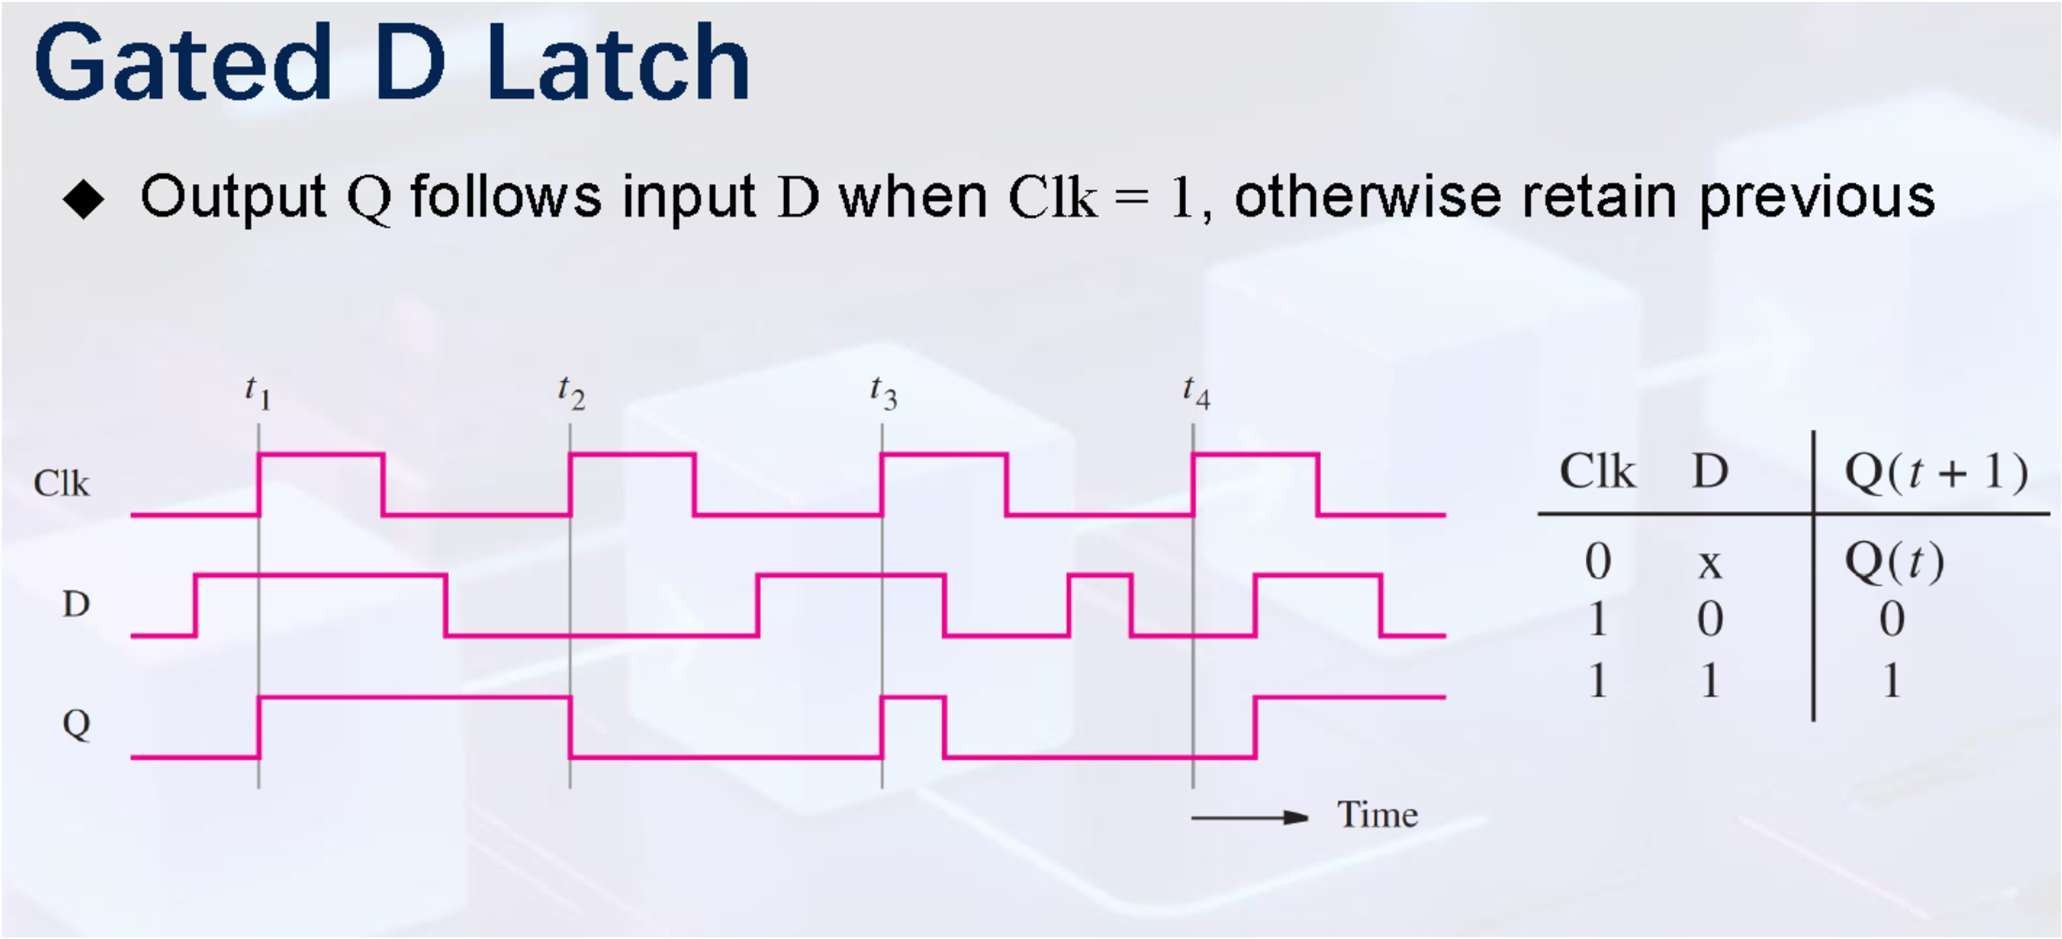 Gated D Latch
◆ Output Q follows input D when Clk = 1, otherwise retain previous
t1 t2 t3 t4
Clk
D
Q
Time
Clk D Q(t + 1)
0 x Q(t)
1 0 0
1 1 1